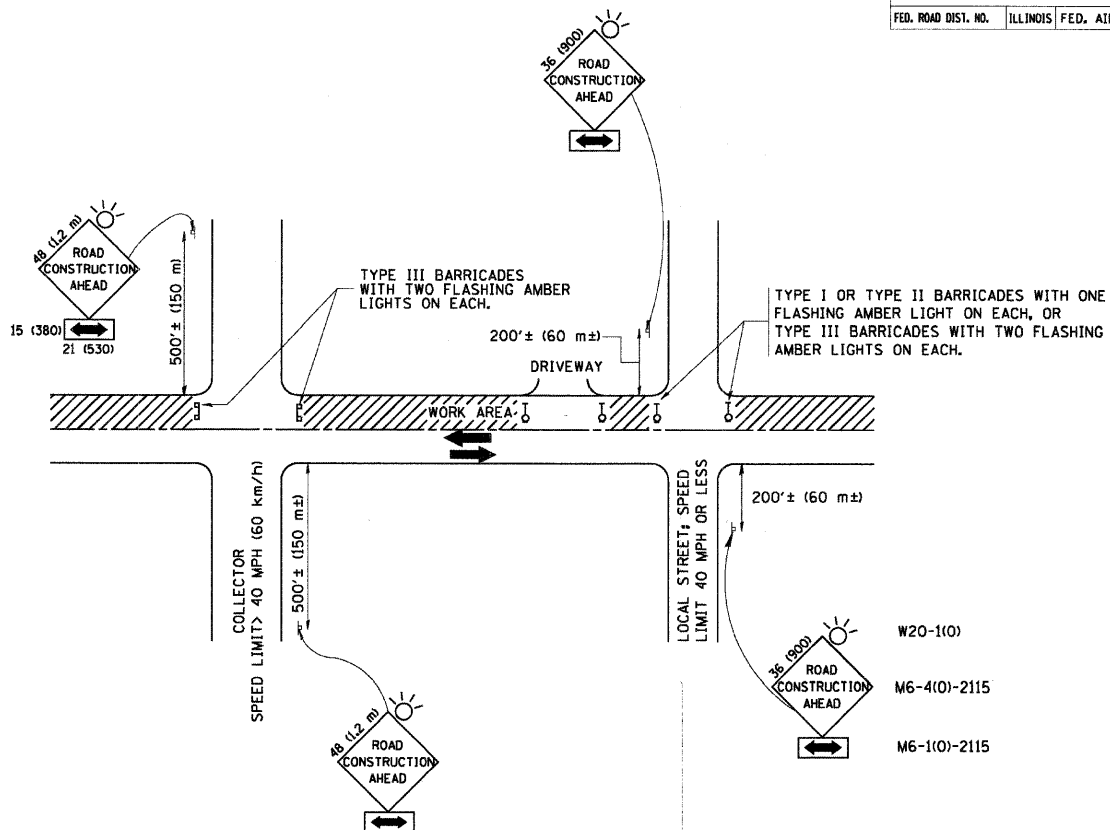 FED. ROAD DIST. NO. ILLINOIS FED. AI
36 (900)
ROAD
CONSTRUCTION
AHEAD
48 (1.2 m)
ROAD
CONSTRUCTION
AHEAD
15 (380)
21 (530)
500'± (150 m)
TYPE III BARRICADES
WITH TWO FLASHING AMBER
LIGHTS ON EACH.
200'± (60 m±)
DRIVEWAY
TYPE I OR TYPE II BARRICADES WITH ONE
FLASHING AMBER LIGHT ON EACH, OR
TYPE III BARRICADES WITH TWO FLASHING
AMBER LIGHTS ON EACH.
WORK AREA
COLLECTOR
SPEED LIMIT> 40 MPH (60 km/h)
500'± (150 m±)
LOCAL STREET; SPEED
LIMIT 40 MPH OR LESS
200'± (60 m±)
36 (900)
ROAD
CONSTRUCTION
AHEAD
W20-1(O)
M6-4(O)-2115
M6-1(O)-2115
48 (1.2 m)
ROAD
CONSTRUCTION
AHEAD